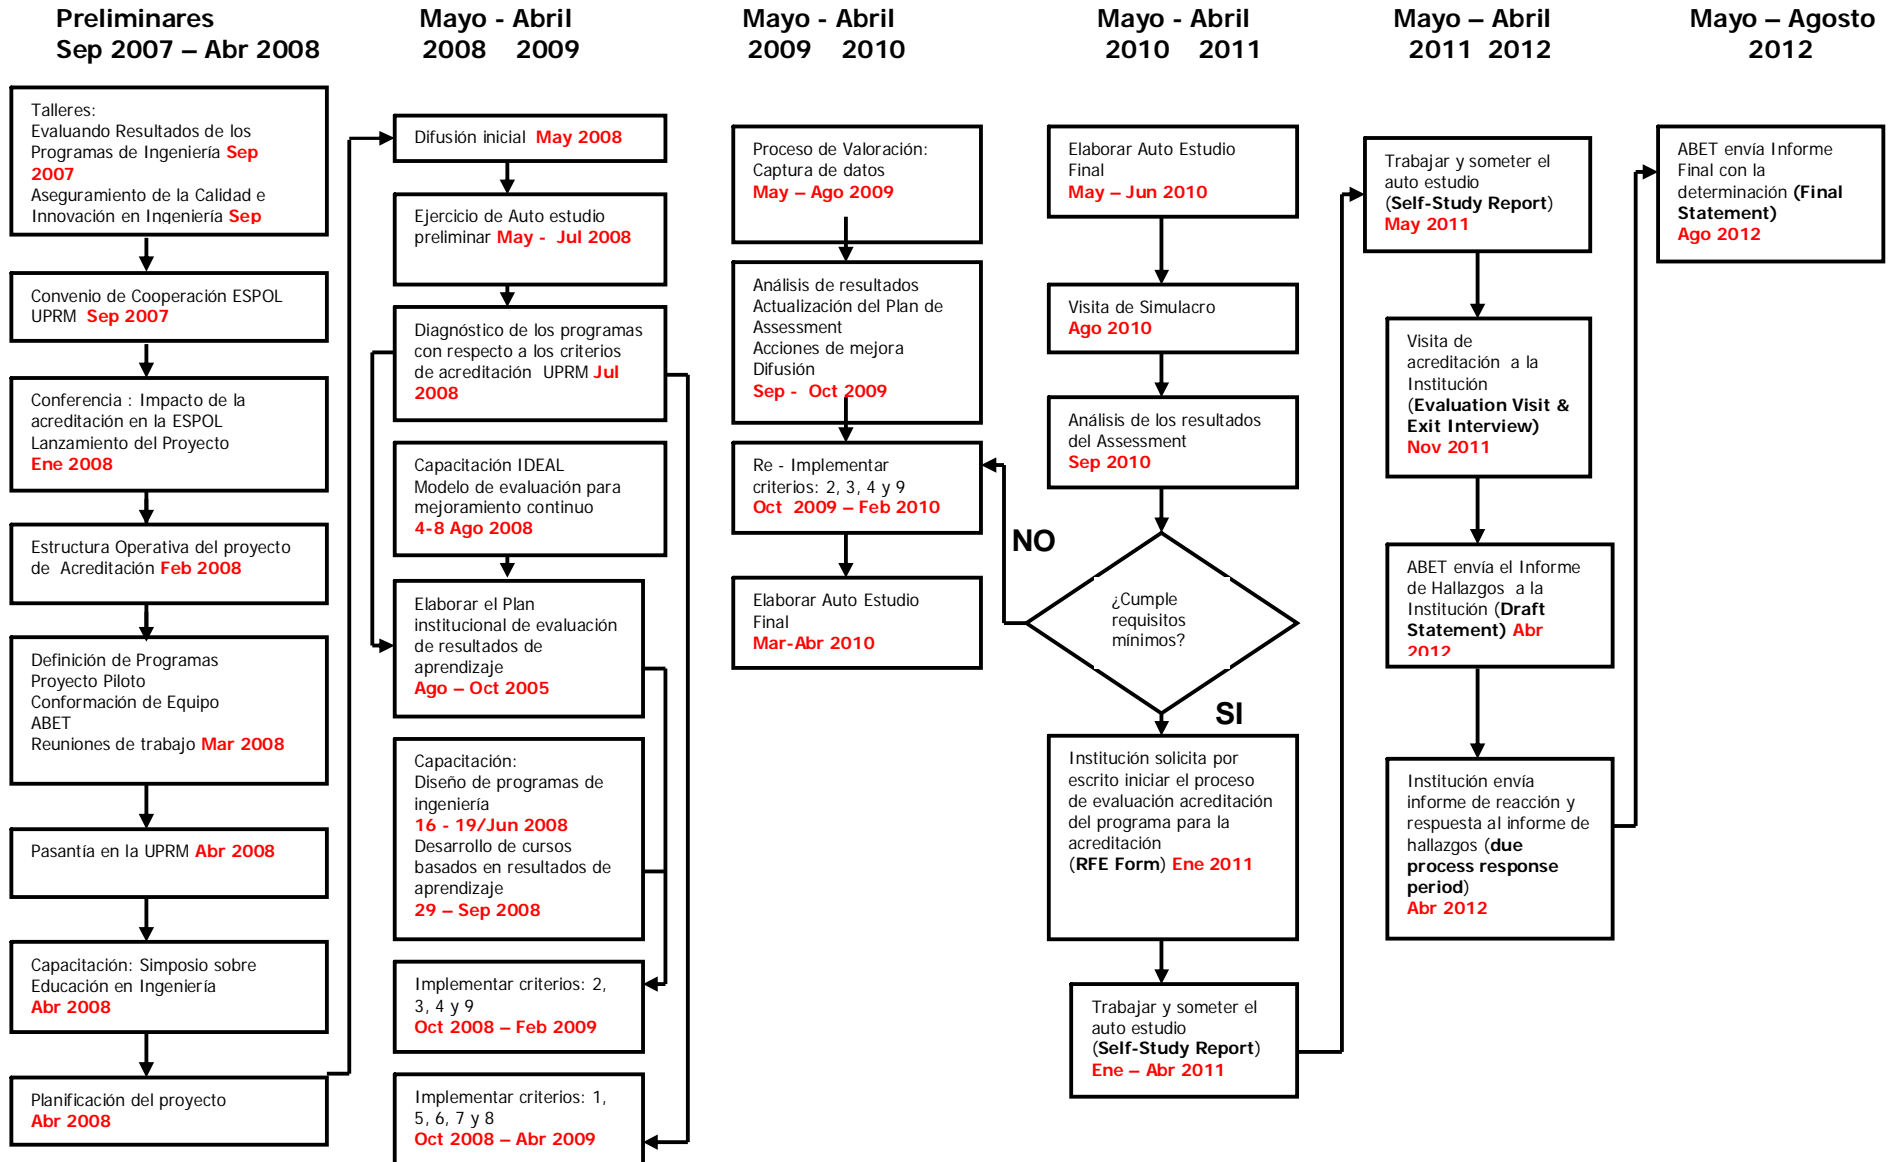 Preliminares
Sep 2007 – Abr 2008
Talleres:
Evaluando Resultados de los
Programas de Ingeniería Sep
2007
Aseguramiento de la Calidad e
Innovación en Ingeniería Sep
Convenio de Cooperación ESPOL
UPRM Sep 2007
Conferencia : Impacto de la
acreditación en la ESPOL
Lanzamiento del Proyecto
Ene 2008
Estructura Operativa del proyecto
de Acreditación Feb 2008
Definición de Programas
Proyecto Piloto
Conformación de Equipo
ABET
Reuniones de trabajo Mar 2008
Pasantía en la UPRM Abr 2008
Capacitación: Simposio sobre
Educación en Ingeniería
Abr 2008
Planificación del proyecto
Abr 2008
Mayo - Abril
2008 2009
Difusión inicial May 2008
Ejercicio de Auto estudio
preliminar May - Jul 2008
Diagnóstico de los programas
con respecto a los criterios
de acreditación UPRM Jul
2008
Capacitación IDEAL
Modelo de evaluación para
mejoramiento continuo
4-8 Ago 2008
Elaborar el Plan
institucional de evaluación
de resultados de
aprendizaje
Ago – Oct 2005
Capacitación:
Diseño de programas de
ingeniería
16 - 19/Jun 2008
Desarrollo de cursos
basados en resultados de
aprendizaje
29 – Sep 2008
Implementar criterios: 2,
3, 4 y 9
Oct 2008 – Feb 2009
Implementar criterios: 1,
5, 6, 7 y 8
Oct 2008 – Abr 2009
Mayo - Abril
2009 2010
Proceso de Valoración:
Captura de datos
May – Ago 2009
Análisis de resultados
Actualización del Plan de
Assessment
Acciones de mejora
Difusión
Sep - Oct 2009
Re - Implementar
criterios: 2, 3, 4 y 9
Oct 2009 – Feb 2010
Elaborar Auto Estudio
Final
Mar-Abr 2010
Mayo - Abril
2010 2011
Elaborar Auto Estudio
Final
May – Jun 2010
Visita de Simulacro
Ago 2010
Análisis de los resultados
del Assessment
Sep 2010
NO
¿Cumple
requisitos
mínimos?
SI
Institución solicita por
escrito iniciar el proceso
de evaluación acreditación
del programa para la
acreditación
(RFE Form) Ene 2011
Trabajar y someter el
auto estudio
(Self-Study Report)
Ene – Abr 2011
Mayo – Abril
2011 2012
Trabajar y someter el
auto estudio
(Self-Study Report)
May 2011
Visita de
acreditación a la
Institución
(Evaluation Visit &
Exit Interview)
Nov 2011
ABET envía el Informe
de Hallazgos a la
Institución (Draft
Statement) Abr
2012
Institución envía
informe de reacción y
respuesta al informe de
hallazgos (due
process response
period)
Abr 2012
Mayo – Agosto
2012
ABET envía Informe
Final con la
determinación (Final
Statement)
Ago 2012